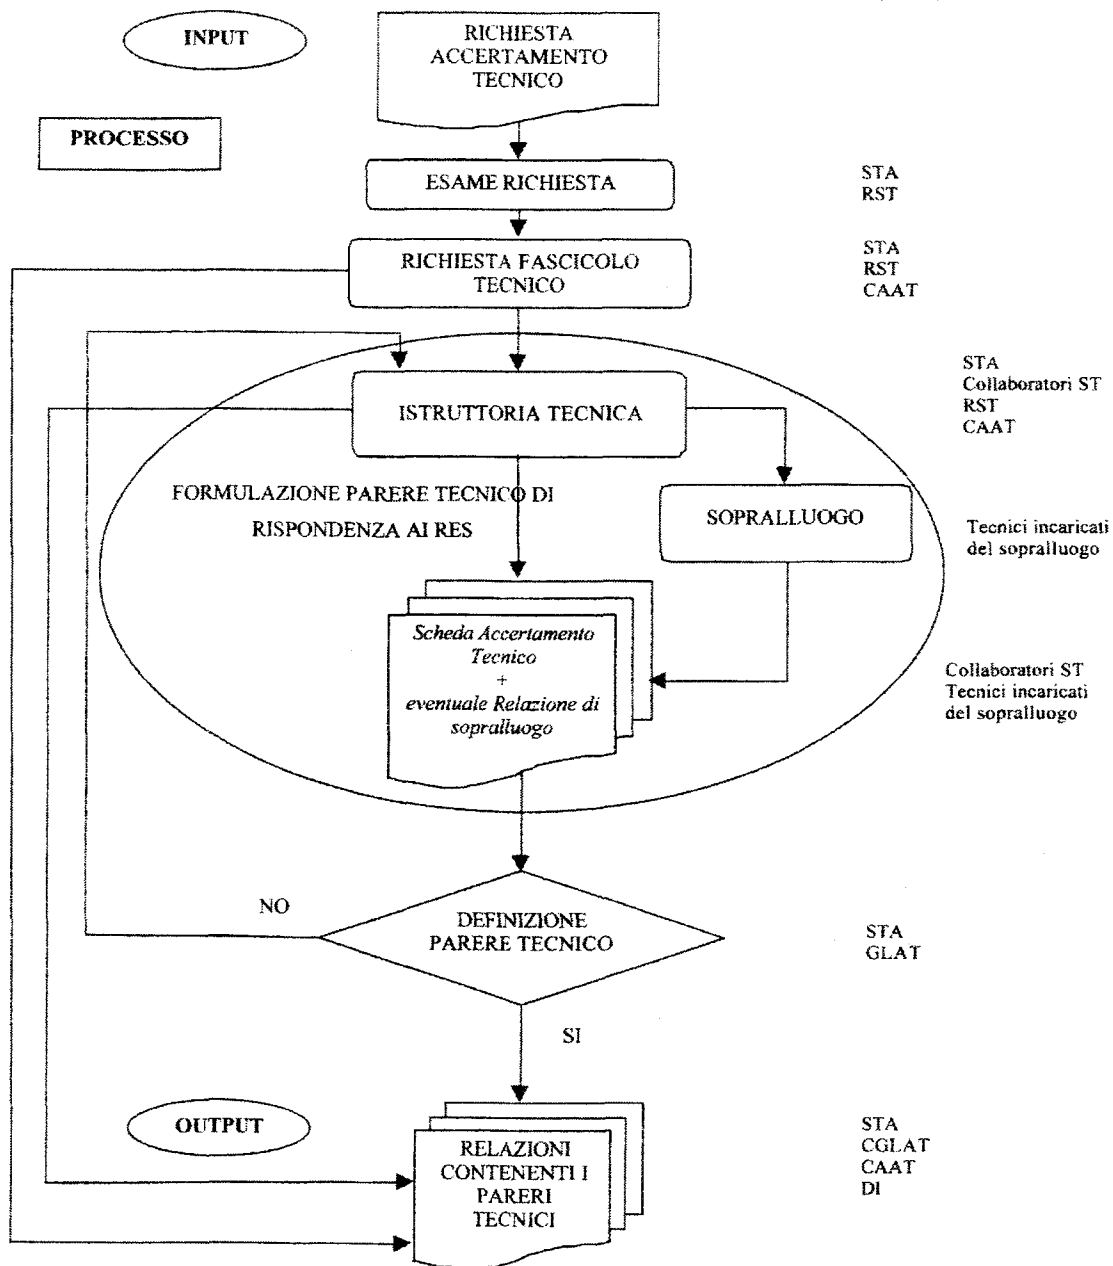 INPUT
RICHIESTA
ACCERTAMENTO
TECNICO
PROCESSO
ESAME RICHIESTA
STA
RST
RICHIESTA FASCICOLO
TECNICO
STA
RST
CAAT
ISTRUTTORIA TECNICA
STA
Collaboratori ST
RST
CAAT
FORMULAZIONE PARERE TECNICO DI
RISPONDENZA AI RES
SOPRALLUOGO
Tecnici incaricati
del sopralluogo
Scheda Accertamento
Tecnico
+
eventuale Relazione di
sopralluogo
Collaboratori ST
Tecnici incaricati
del sopralluogo
NO
DEFINIZIONE
PARERE TECNICO
STA
GLAT
SI
OUTPUT
RELAZIONI
CONTENENTI I
PARERI
TECNICI
STA
CGLAT
CAAT
DI